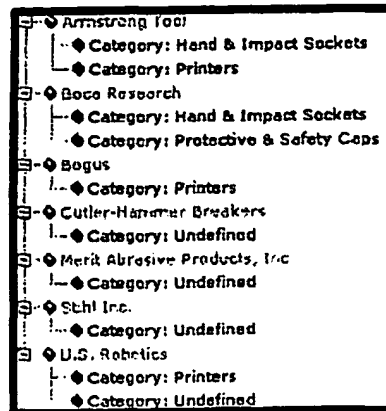 Armstrong Tool
Category: Hand & Impact Sockets
Category: Printers
Boca Research
Category: Hand & Impact Sockets
Category: Protective & Safety Caps
Bogus
Category: Printers
Cutler-Hammer Breakers
Category: Undefined
Merit Abrasive Products, Inc
Category: Undefined
Inc.
Category: Undefined
U.S. Robotics
Category: Printers
Category: Undefined